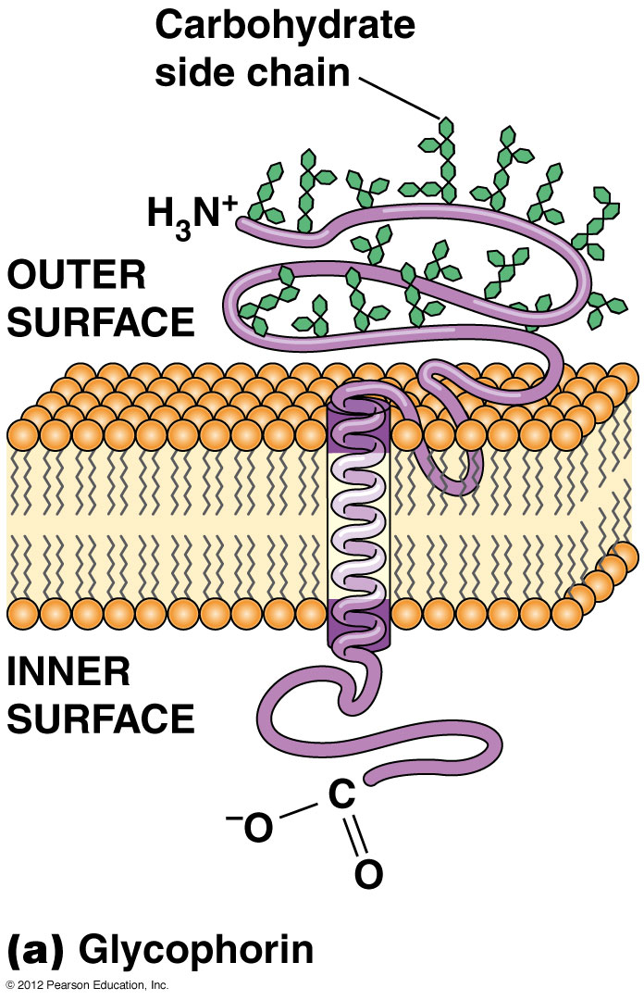 Carbohydrate
side chain
H₃N⁺
OUTER
SURFACE
INNER
SURFACE
C
⁻O
O
(a) Glycophorin
© 2012 Pearson Education, Inc.